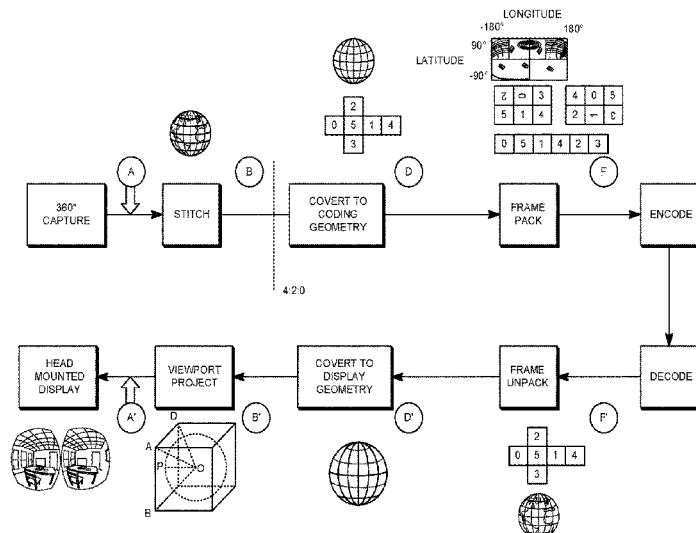 LONGITUDE
-180° 180°
90°
LATITUDE
-90°
2
0 5 1 4
3
2 0 3
5 1 4
4 0 5
2 1 3
0 5 1 4 2 3
A
B
D
F
360°
CAPTURE
STITCH
COVERT TO
CODING
GEOMETRY
FRAME
PACK
ENCODE
4:2:0
HEAD
MOUNTED
DISPLAY
VIEWPORT
PROJECT
COVERT TO
DISPLAY
GEOMETRY
FRAME
UNPACK
DECODE
A'
B'
D'
F'
D
A
P
O
B
2
0 5 1 4
3